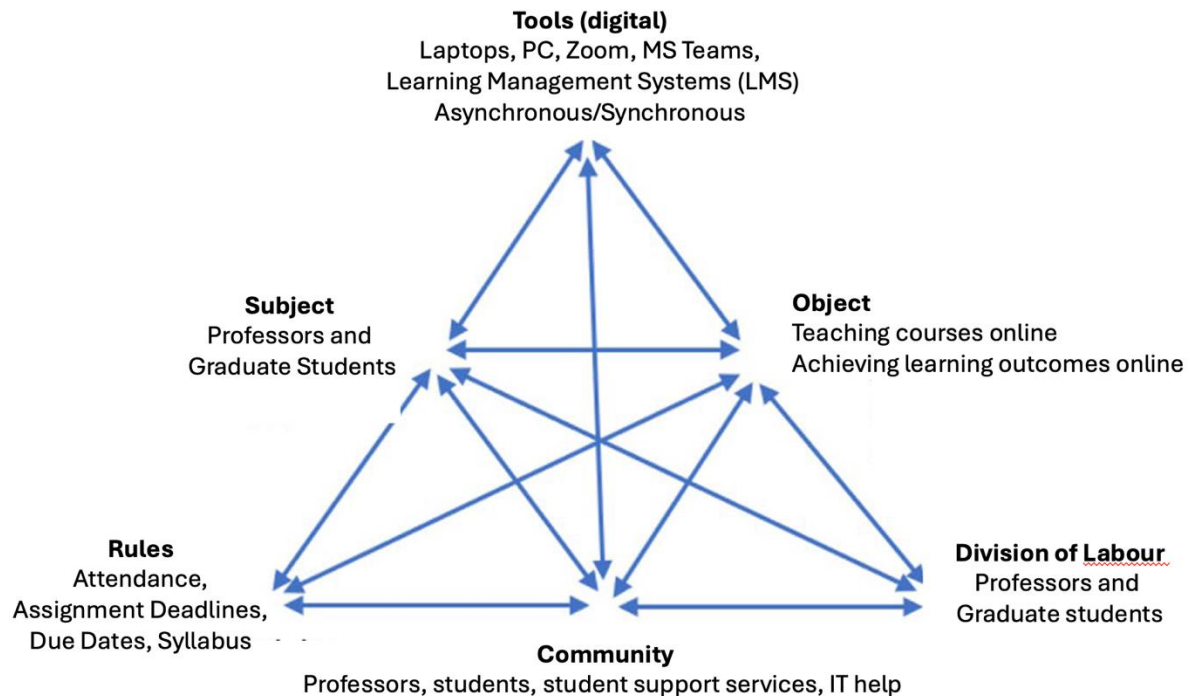 Tools (digital)
Laptops, PC, Zoom, MS Teams,
Learning Management Systems (LMS)
Asynchronous/Synchronous
Subject
Professors and
Graduate Students
Object
Teaching courses online
Achieving learning outcomes online
Rules
Attendance,
Assignment Deadlines,
Due Dates, Syllabus
Division of Labour
Professors and
Graduate students
Community
Professors, students, student support services, IT help